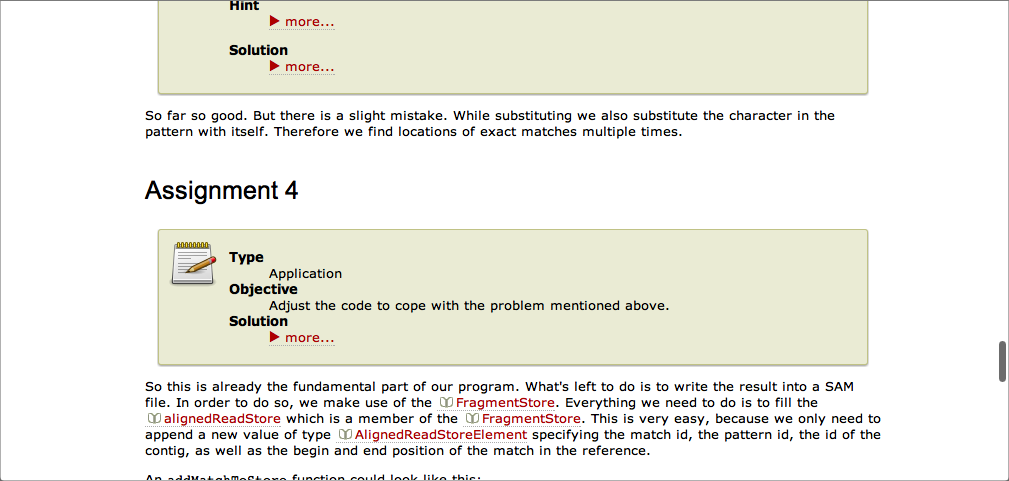 Hint
▶ more...
Solution
▶ more...
So far so good. But there is a slight mistake. While substituting we also substitute the character in the
pattern with itself. Therefore we find locations of exact matches multiple times.
Assignment 4
Type
Application
Objective
Adjust the code to cope with the problem mentioned above.
Solution
▶ more...
So this is already the fundamental part of our program. What's left to do is to write the result into a SAM
file. In order to do so, we make use of the FragmentStore. Everything we need to do is to fill the
alignedReadStore which is a member of the FragmentStore. This is very easy, because we only need to
append a new value of type AlignedReadStoreElement specifying the match id, the pattern id, the id of the
contig, as well as the begin and end position of the match in the reference.
An addMatchToStore function could look like this: